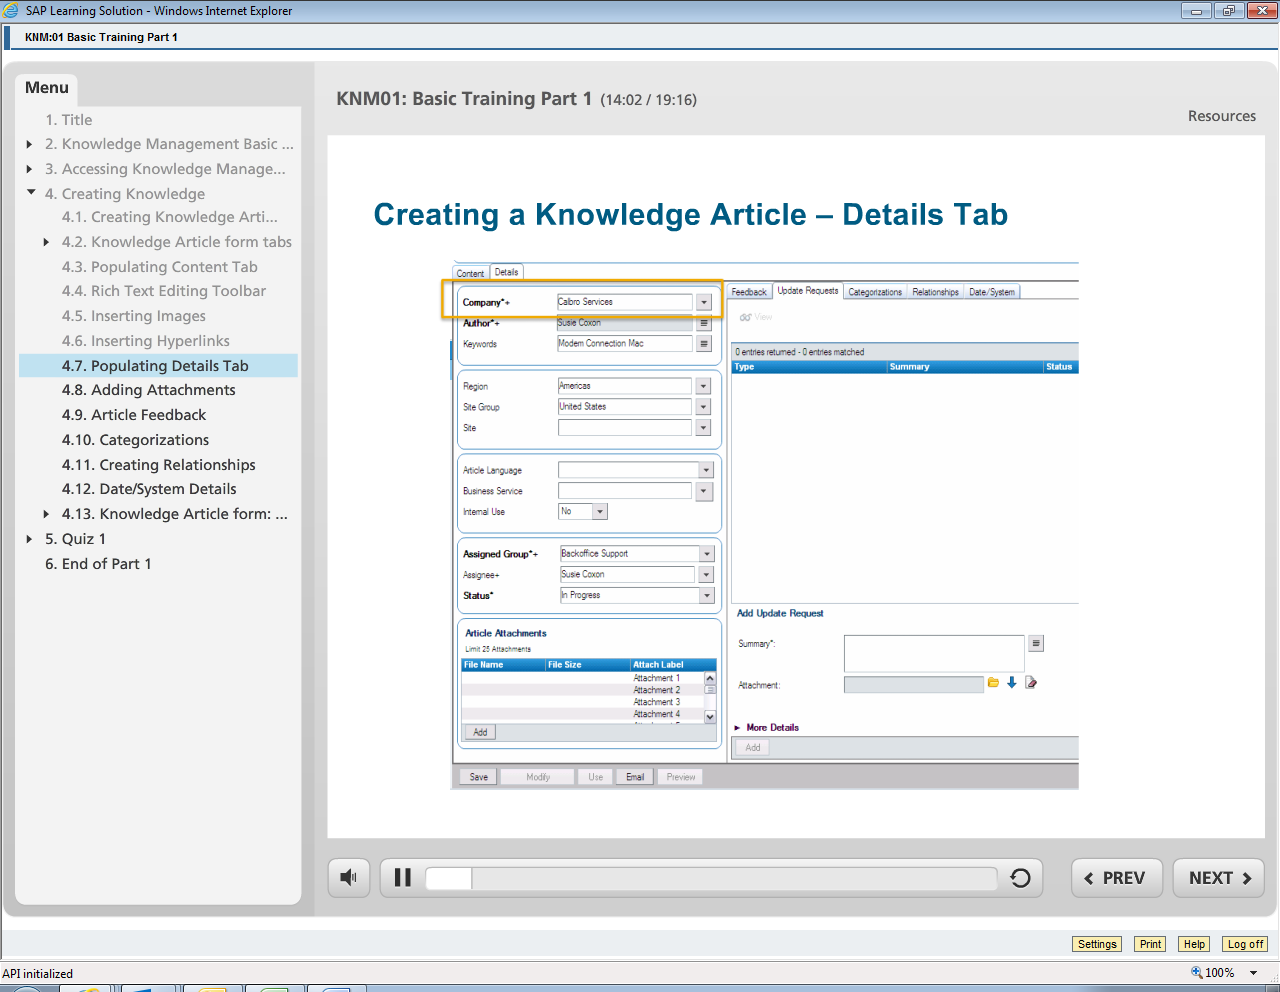 SAP Learning Solution - Windows Internet Explorer
KNM:01 Basic Training Part 1
Menu
1. Title
2. Knowledge Management Basic ...
3. Accessing Knowledge Manage...
4. Creating Knowledge
4.1. Creating Knowledge Arti...
4.2. Knowledge Article form tabs
4.3. Populating Content Tab
4.4. Rich Text Editing Toolbar
4.5. Inserting Images
4.6. Inserting Hyperlinks
4.7. Populating Details Tab
4.8. Adding Attachments
4.9. Article Feedback
4.10. Categorizations
4.11. Creating Relationships
4.12. Date/System Details
4.13. Knowledge Article form: ...
5. Quiz 1
6. End of Part 1
KNM01: Basic Training Part 1 (14:02 / 19:16)
Resources
Creating a Knowledge Article – Details Tab
Content Details
Company*+ Calbro Services
Author*+ Susie Coxon
Keywords Modem Connection Mac
Region Americas
Site Group United States
Site
Article Language
Business Service
Internal Use No
Assigned Group*+ Backoffice Support
Assignee+ Susie Coxon
Status* In Progress
Article Attachments
Limit 25 Attachments
File Name File Size Attach Label
Attachment 1
Attachment 2
Attachment 3
Attachment 4
Add
Feedback Update Requests Categorizations Relationships Date/System
View
0 entries returned - 0 entries matched
Type Summary Status
Add Update Request
Summary*:
Attachment:
More Details
Add
Save Modify Use Email Preview
PREV NEXT
Settings Print Help Log off
API initialized
100%